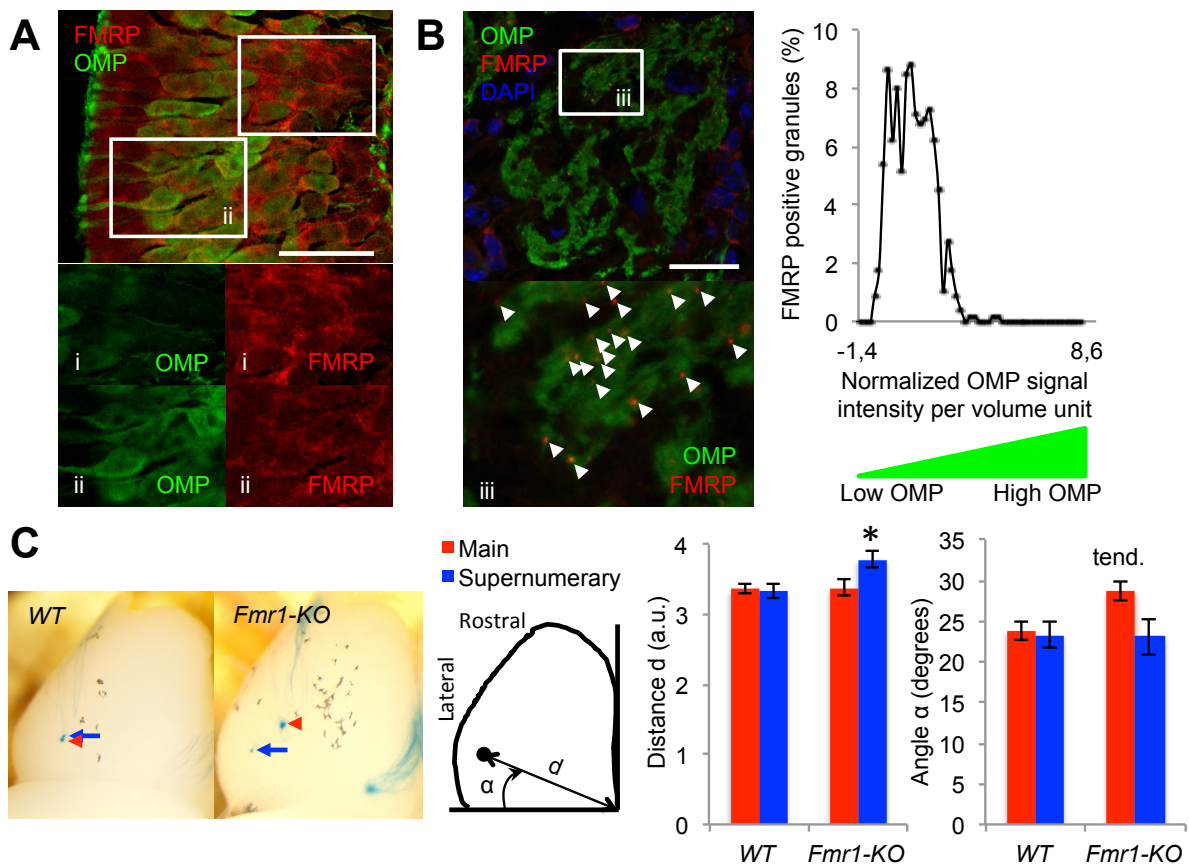 A
FMRP
OMP
ii
i
OMP
i
FMRP
ii
OMP
ii
FMRP
B
OMP
FMRP
DAPI
iii
iii
OMP
FMRP
FMRP positive granules (%)
10
8
6
4
2
0
-1,4
8,6
Normalized OMP signal
intensity per volume unit
Low OMP
High OMP
C
WT
Fmr1-KO
Main
Supernumerary
Rostral
Lateral
α
d
Distance d (a.u.)
4
3
2
1
0
*
WT
Fmr1-KO
Angle α (degrees)
35
30
25
20
15
10
5
0
tend.
WT
Fmr1-KO